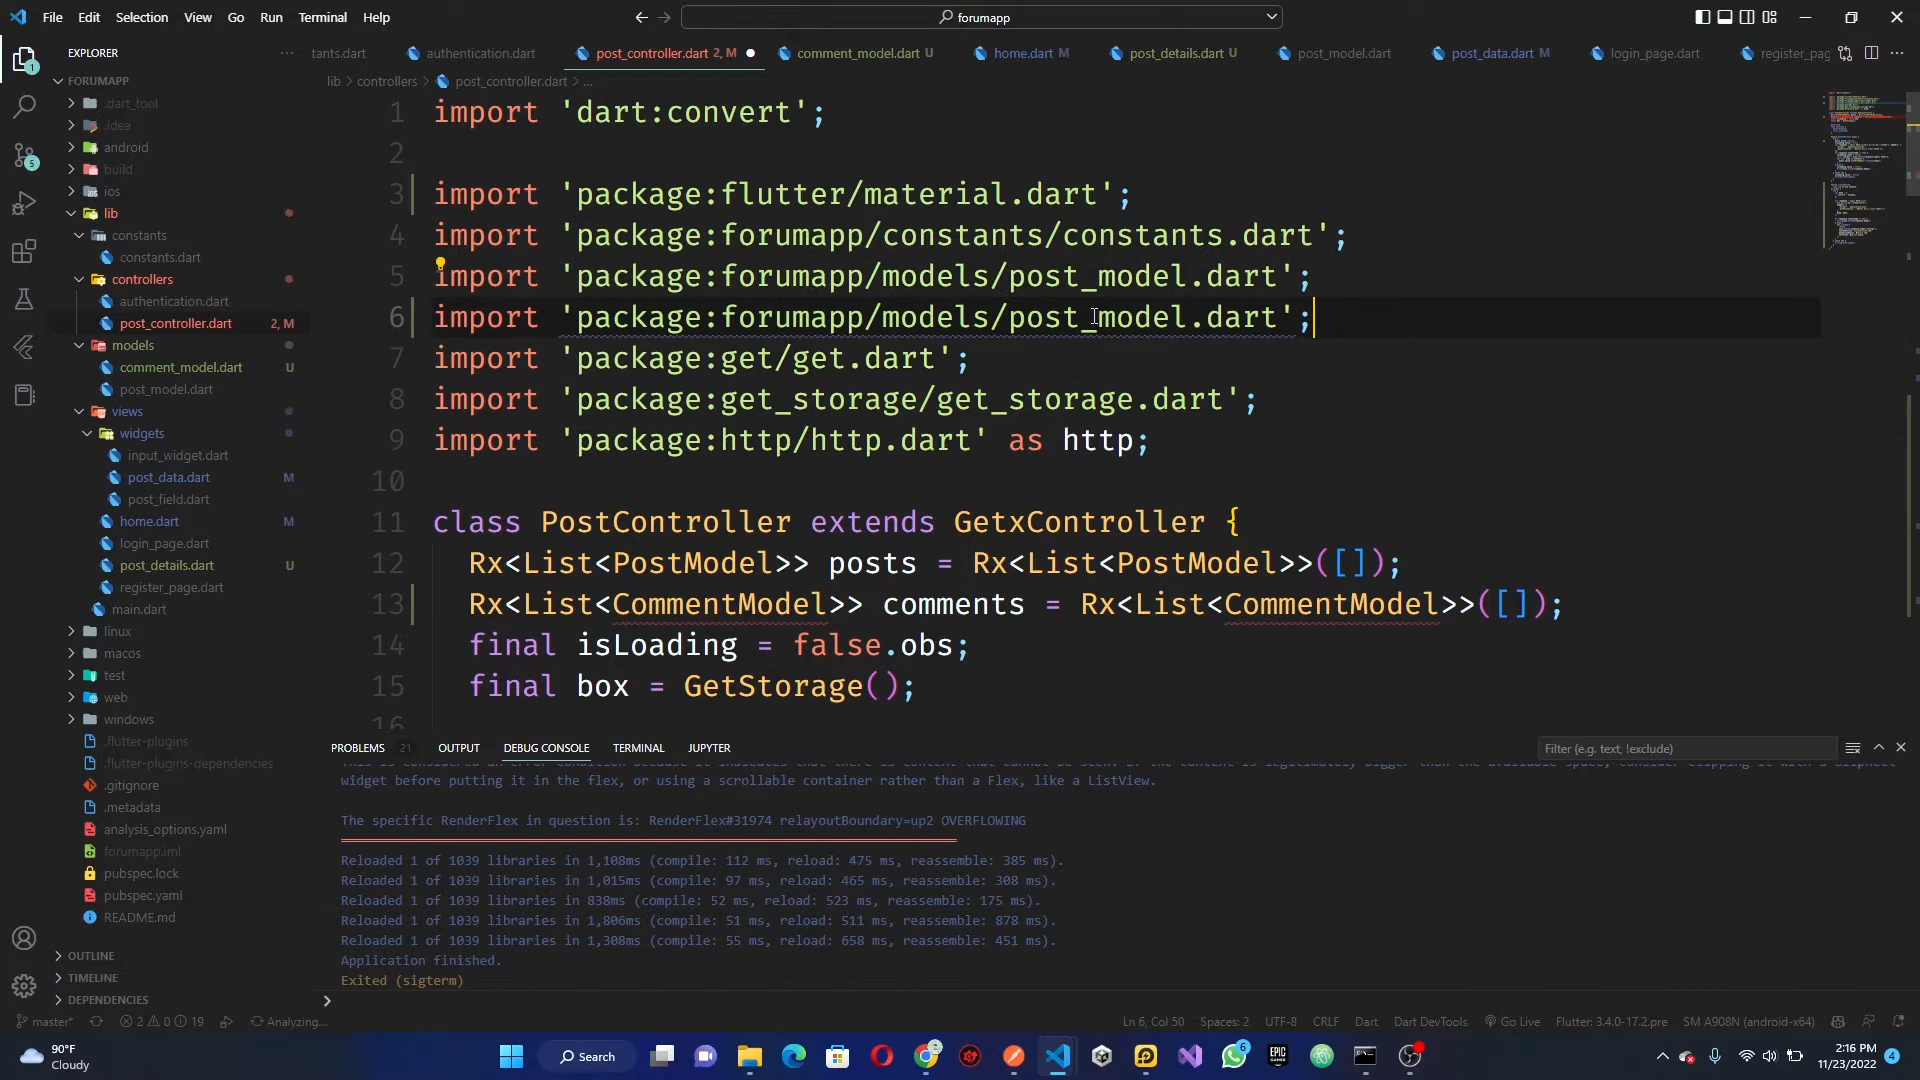 File Edit Selection View Go Run Terminal Help
forumapp
EXPLORER
tants.dart authentication.dart post_controller.dart 2, M comment_model.dart U home.dart M post_details.dart U post_model.dart post_data.dart M login_page.dart register_pag
FORUMAPP
lib > controllers > post_controller.dart > ...
.dart_tool
.idea
android
build
ios
lib
constants
constants.dart
controllers
authentication.dart
post_controller.dart 2, M
models
comment_model.dart U
post_model.dart
views
widgets
input_widget.dart
post_data.dart M
post_field.dart
home.dart M
login_page.dart
post_details.dart U
register_page.dart
main.dart
linux
macos
test
web
windows
.flutter-plugins
.flutter-plugins-dependencies
.gitignore
.metadata
analysis_options.yaml
forumapp.iml
pubspec.lock
pubspec.yaml
README.md
OUTLINE
TIMELINE
DEPENDENCIES
1 import 'dart:convert';
2
3 import 'package:flutter/material.dart';
4 import 'package:forumapp/constants/constants.dart';
5 import 'package:forumapp/models/post_model.dart';
6 import 'package:forumapp/models/post_model.dart';
7 import 'package:get/get.dart';
8 import 'package:get_storage/get_storage.dart';
9 import 'package:http/http.dart' as http;
10
11 class PostController extends GetxController {
12 Rx<List<PostModel>> posts = Rx<List<PostModel>>([]);
13 Rx<List<CommentModel>> comments = Rx<List<CommentModel>>([]);
14 final isLoading = false.obs;
15 final box = GetStorage();
16
PROBLEMS 21 OUTPUT DEBUG CONSOLE TERMINAL JUPYTER Filter (e.g. text, !exclude)
widget before putting it in the flex, or using a scrollable container rather than a Flex, like a ListView.
The specific RenderFlex in question is: RenderFlex#31974 relayoutBoundary=up2 OVERFLOWING
Reloaded 1 of 1039 libraries in 1,108ms (compile: 112 ms, reload: 475 ms, reassemble: 385 ms).
Reloaded 1 of 1039 libraries in 1,015ms (compile: 97 ms, reload: 465 ms, reassemble: 308 ms).
Reloaded 1 of 1039 libraries in 838ms (compile: 52 ms, reload: 523 ms, reassemble: 175 ms).
Reloaded 1 of 1039 libraries in 1,806ms (compile: 51 ms, reload: 511 ms, reassemble: 878 ms).
Reloaded 1 of 1039 libraries in 1,308ms (compile: 55 ms, reload: 658 ms, reassemble: 451 ms).
Application finished.
Exited (sigterm)
master* 2 0 19 Analyzing... Ln 6, Col 50 Spaces: 2 UTF-8 CRLF Dart Dart DevTools Go Live Flutter: 3.4.0-17.2.pre SM A908N (android-x64)
90°F
Cloudy
Search
2:16 PM
11/23/2022